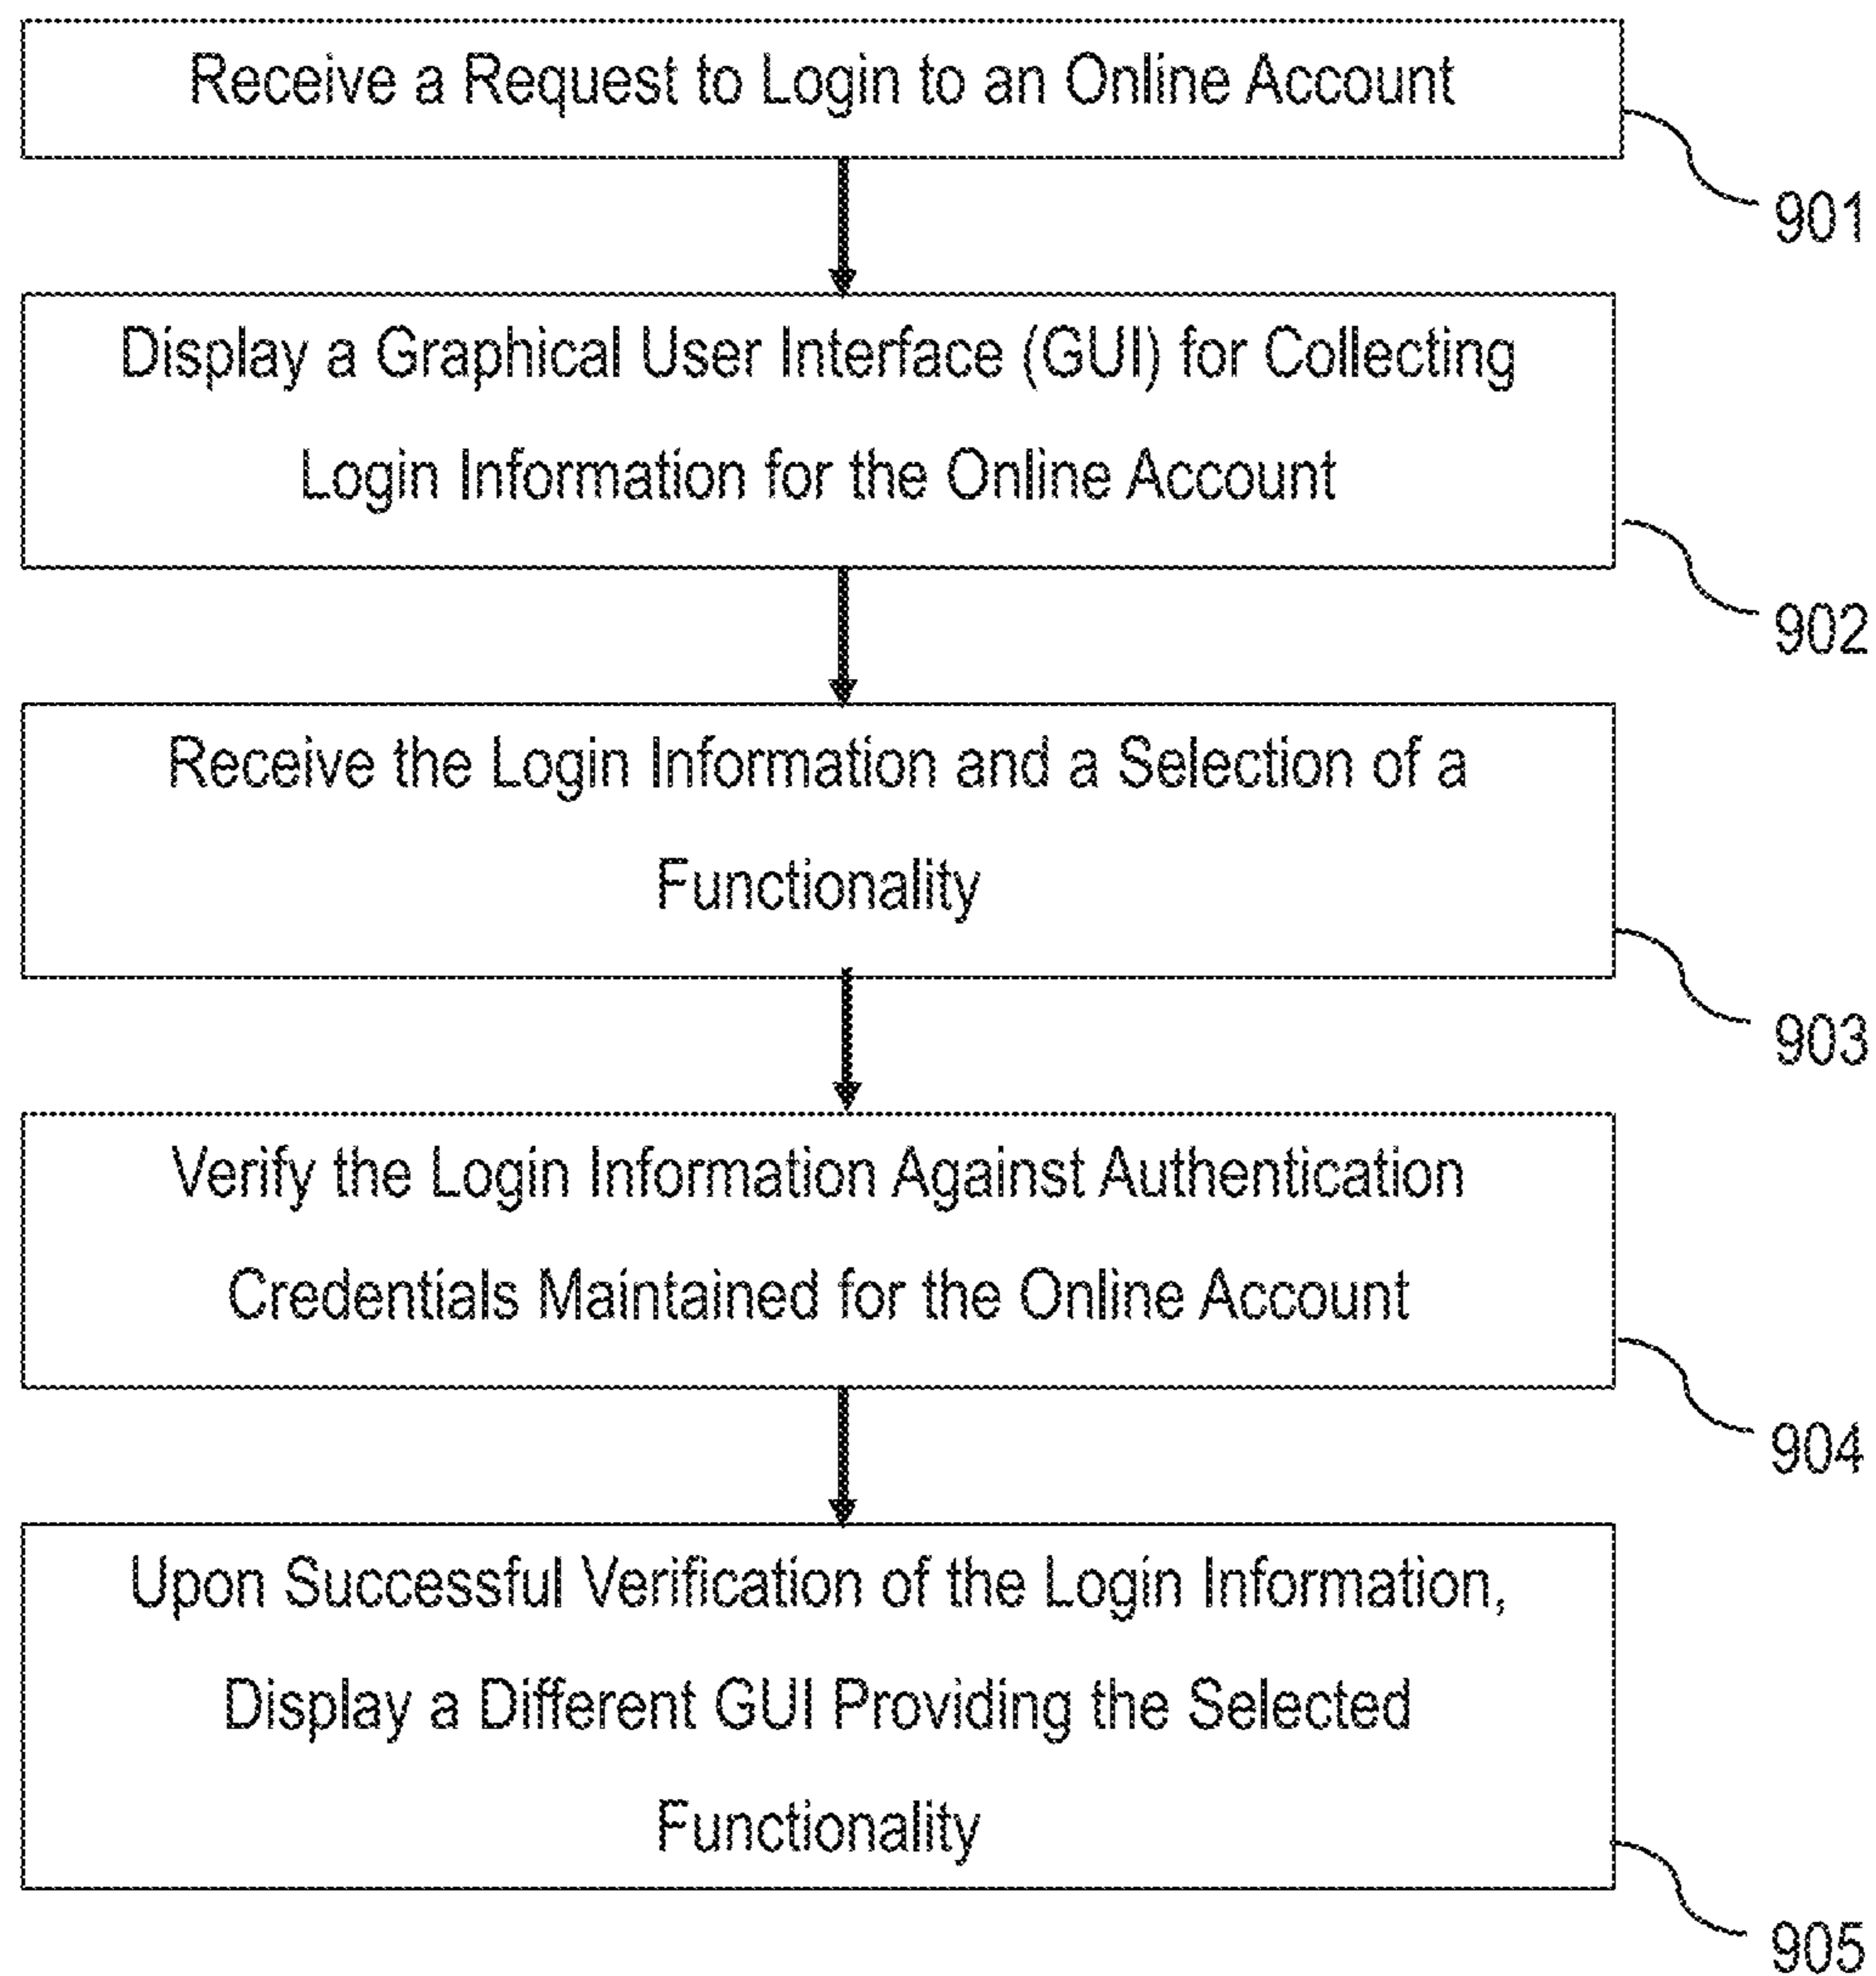 Receive a Request to Login to an Online Account
901
Display a Graphical User Interface (GUI) for Collecting
Login Information for the Online Account
902
Receive the Login Information and a Selection of a
Functionality
903
Verify the Login Information Against Authentication
Credentials Maintained for the Online Account
904
Upon Successful Verification of the Login Information,
Display a Different GUI Providing the Selected
Functionality
905